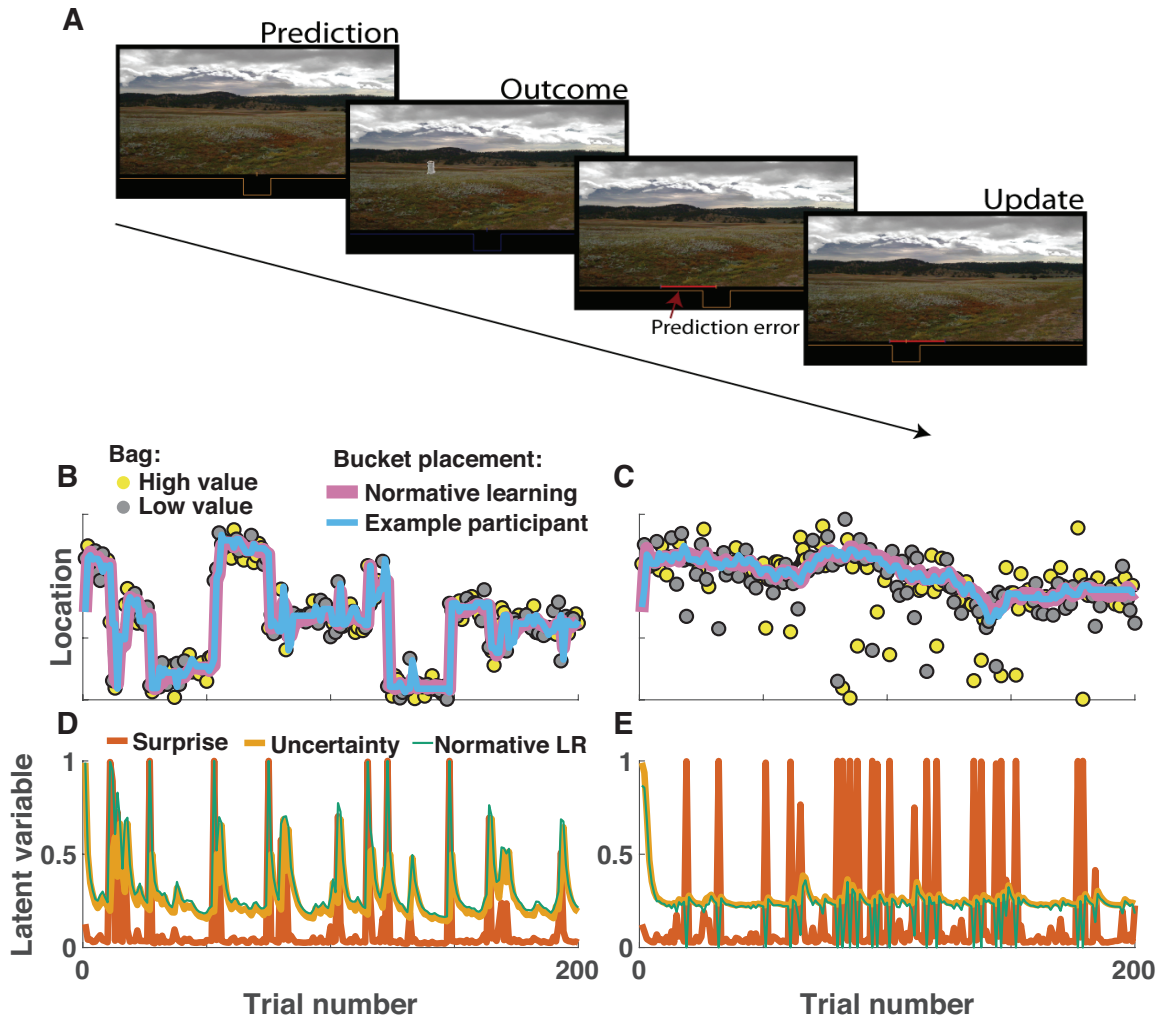 A
Prediction
Outcome
Update
Prediction error
Bag:
High value
Low value
Bucket placement:
Normative learning
Example participant
B
C
Location
D
Surprise
Uncertainty
Normative LR
E
Latent variable
1
0.5
0
0
200
Trial number
1
0.5
0
0
200
Trial number